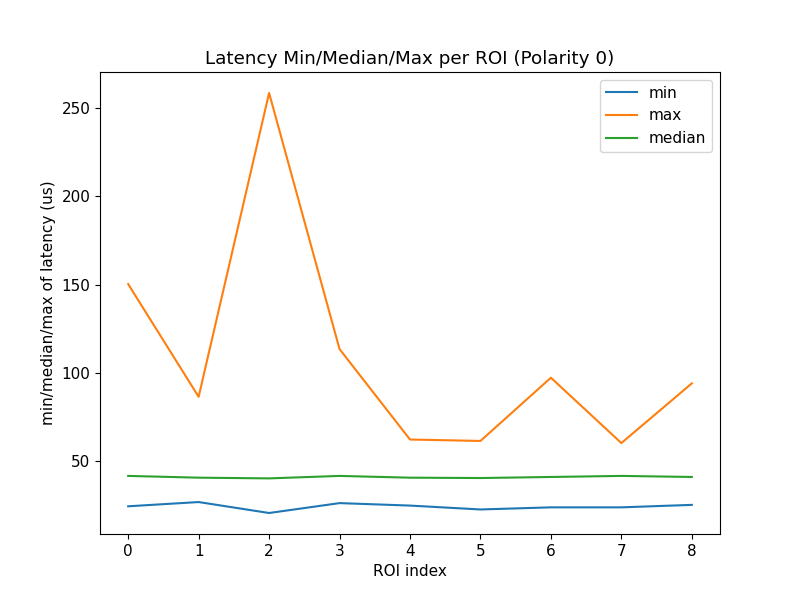 Latency Min/Median/Max per ROI (Polarity 0)
min
max
median
250
200
150
100
50
min/median/max of latency (us)
0 1 2 3 4 5 6 7 8
ROI index